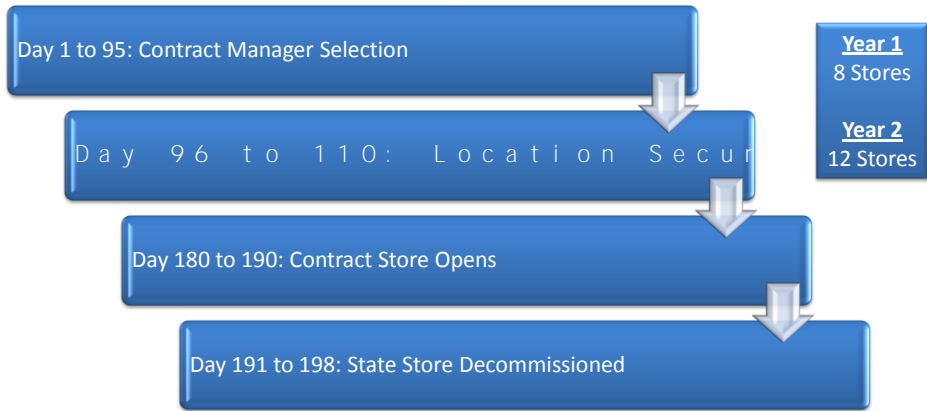 Day 1 to 95: Contract Manager Selection
Day 96 to 110: Location Secur
Day 180 to 190: Contract Store Opens
Day 191 to 198: State Store Decommissioned
Year 1
8 Stores
Year 2
12 Stores